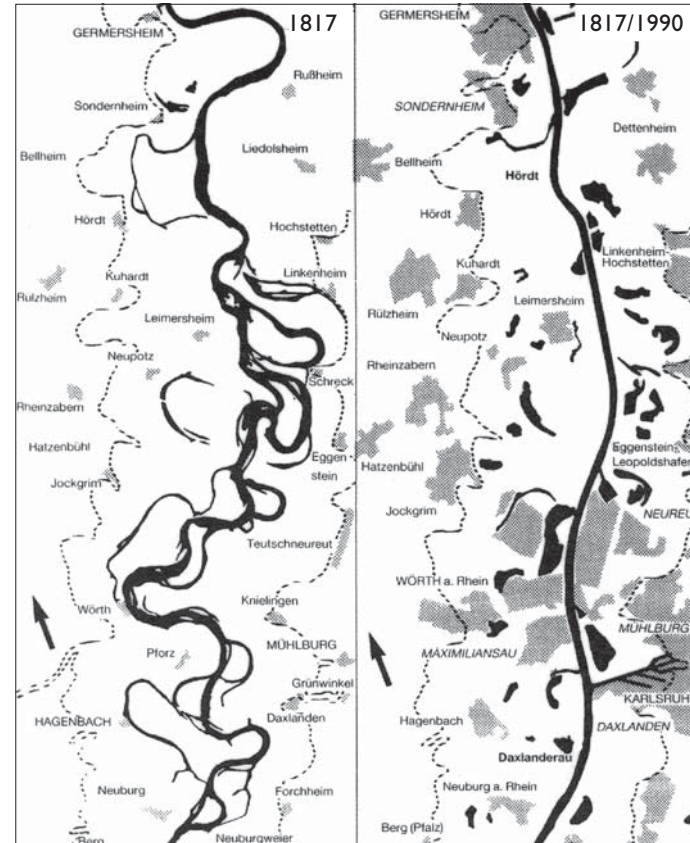 1817
GERMERSHEIM
Rußheim
Sondernheim
Bellheim
Liedolsheim
Hördt
Hochstetten
Kuhardt
Linkenheim
Rülzheim
Leimersheim
Neupotz
Schreck
Rheinzabern
Hatzenbühl
Eggen
stein
Jockgrim
Teutschneureut
Wörth
Knielingen
Pforz
MÜHLBURG
Grünwinkel
HAGENBACH
Daxlanden
Neuburg
Forchheim
Berg
Neuburgweier
1817/1990
GERMERSHEIM
SONDERNHEIM
Dettenheim
Bellheim
Hördt
Hördt
Linkenheim-
Hochstetten
Kuhardt
Leimersheim
Rülzheim
Neupotz
Rheinzabern
Eggenstein-
Leopoldshafen
Hatzenbühl
Jockgrim
NEUREU
WÖRTH a. Rhein
MÜHLBURG
MAXIMILIANSAU
KARLSRUH
Hagenbach
DAXLANDEN
Daxlanderau
Neuburg a. Rhein
Berg (Pfalz)